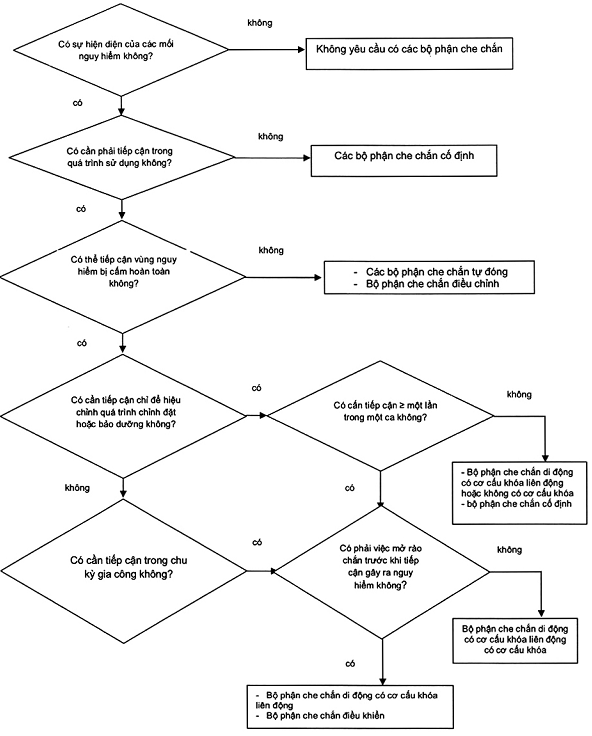 Có sự hiện diện của các mối
nguy hiểm không?
không
Không yêu cầu có các bộ phận che chắn
có
Có cần phải tiếp cận trong
quá trình sử dụng không?
không
Các bộ phận che chắn cố định
có
Có thể tiếp cận vùng nguy
hiểm bị cấm hoàn toàn
không?
không
- Các bộ phận che chắn tự đóng
- Bộ phận che chắn điều chỉnh
có
Có cần tiếp cận chỉ để hiệu
chỉnh quá trình chỉnh đặt
hoặc bảo dưỡng không?
có
Có cần tiếp cận ≥ một lần
trong một ca không?
không
- Bộ phận che chắn di động
có cơ cấu khóa liên động
hoặc không có cơ cấu khóa
- bộ phận che chắn cố định
không
có
Có cần tiếp cận trong chu
kỳ gia công không?
có
Có phải việc mở rào
chắn trước khi tiếp
cận gây ra nguy
hiểm không?
không
Bộ phận che chắn di động
có cơ cấu khóa liên động
có cơ cấu khóa
có
- Bộ phận che chắn di động có cơ cấu khóa
liên động
- Bộ phận che chắn điều khiển